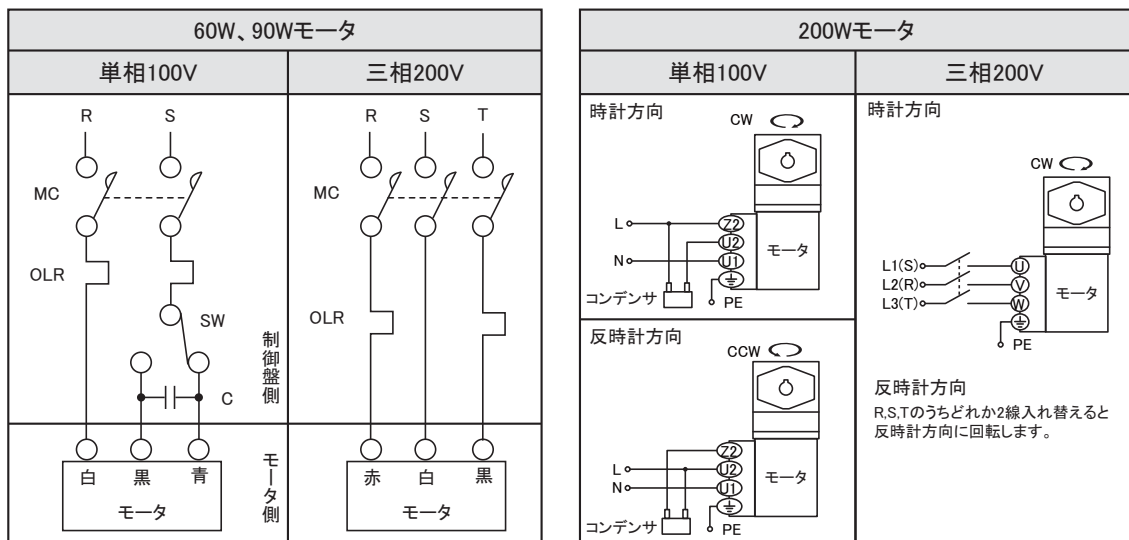 60W、90Wモータ
単相100V
三相200V
R
S
MC
OLR
SW
C
制御盤側
白
黒
青
モータ
モータ側
R
S
T
OLR
赤
白
黒
モータ
200Wモータ
単相100V
三相200V
時計方向
CW
L
N
Z2
U2
U1
モータ
コンデンサ
PE
反時計方向
CCW
L
N
Z2
U2
U1
モータ
コンデンサ
PE
時計方向
CW
L1(S)
L2(R)
L3(T)
U
V
W
モータ
PE
反時計方向
R,S,Tのうちどれか2線入れ替えると
反時計方向に回転します。